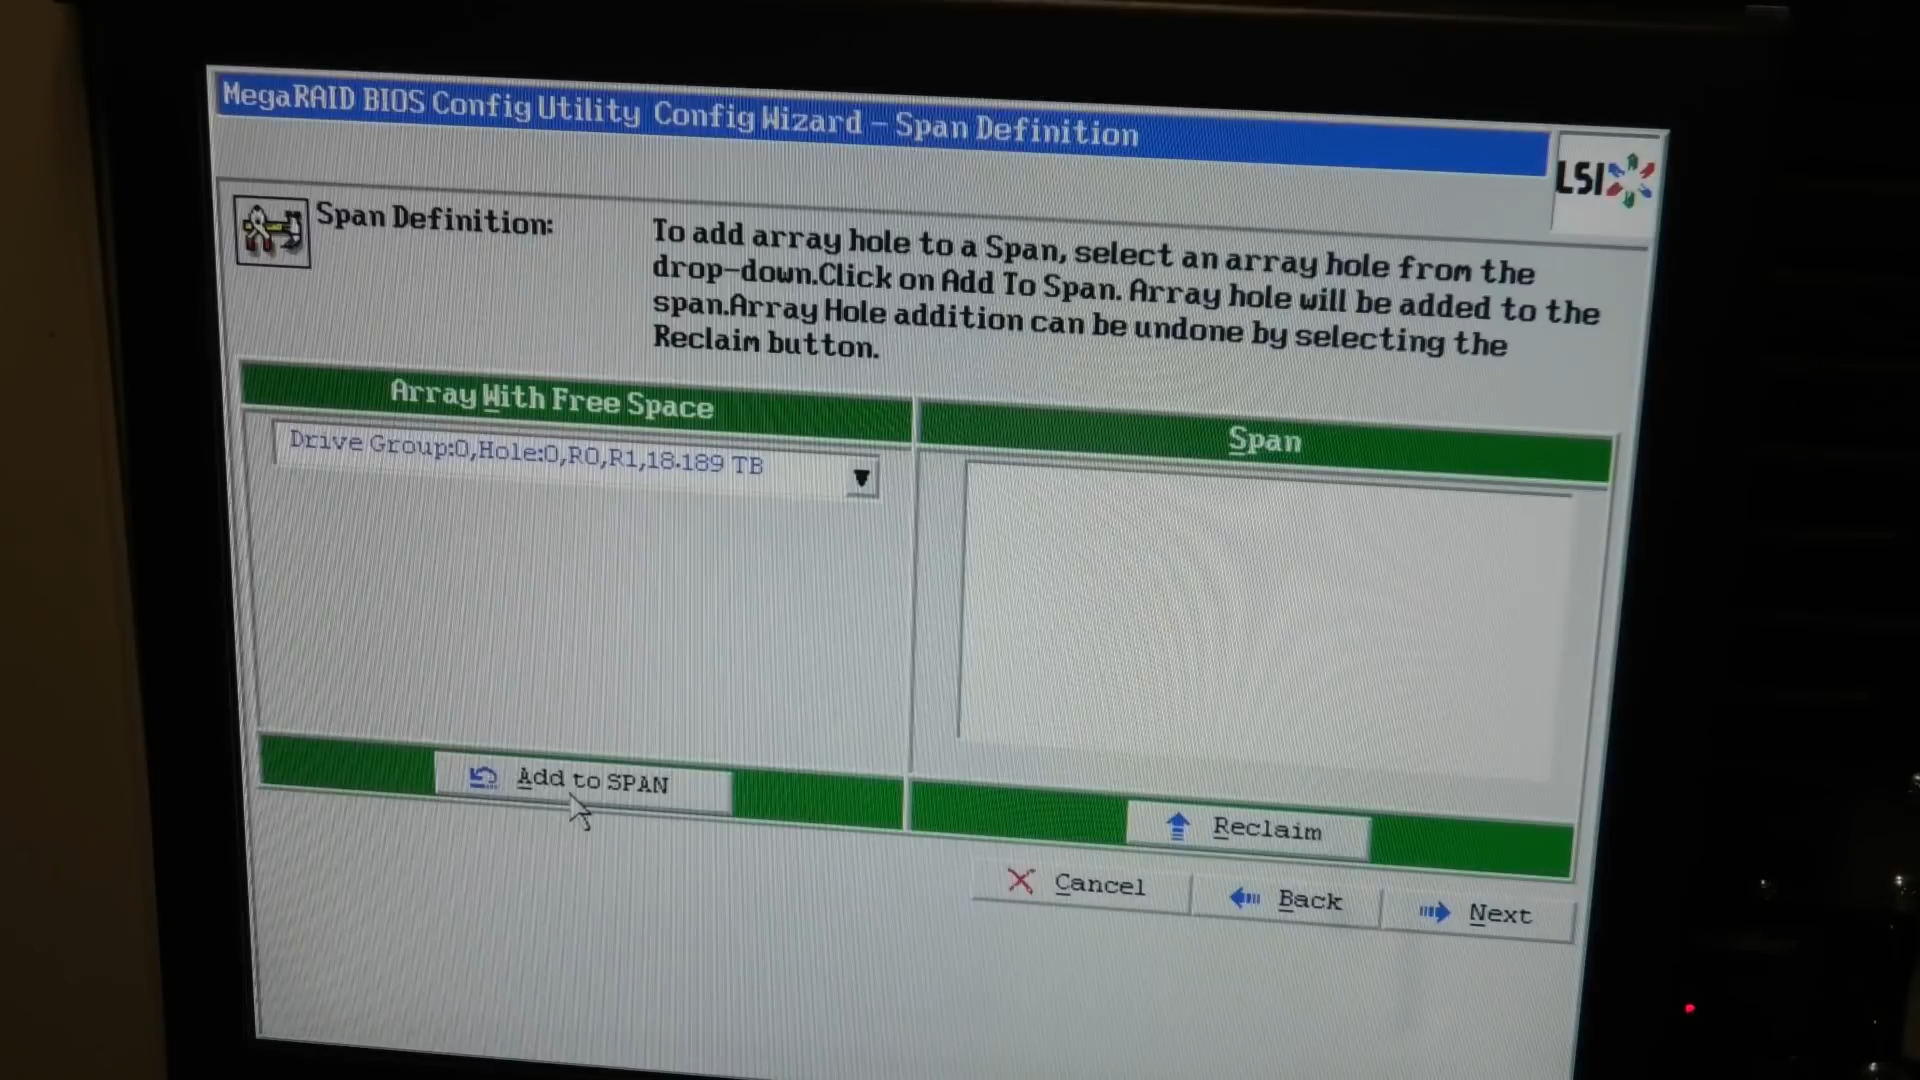 MegaRAID BIOS Config Utility Config Wizard - Span Definition
LSI
Span Definition:
To add array hole to a Span, select an array hole from the
drop-down.Click on Add To Span. Array hole will be added to the
span.Array Hole addition can be undone by selecting the
Reclaim button.
Array With Free Space
Span
Drive Group:0,Hole:0,R0,R1,18.189 TB
Add to SPAN
Reclaim
Cancel
Back
Next